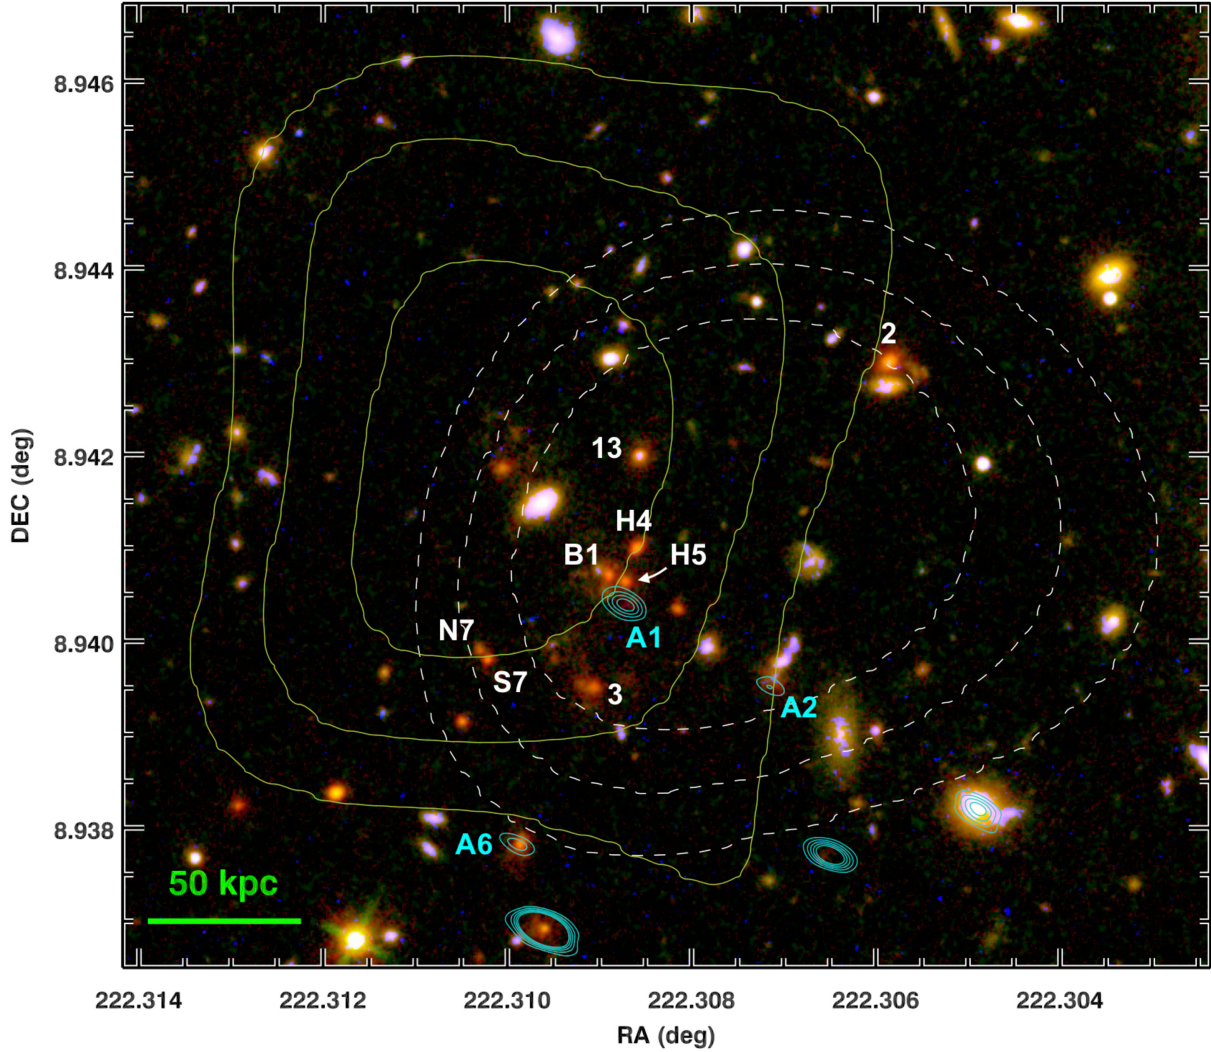 8.946
8.944
8.942
8.940
8.938
DEC (deg)
2
13
H4
B1
H5
A1
N7
S7
3
A2
A6
50 kpc
222.314
222.312
222.310
222.308
222.306
222.304
RA (deg)